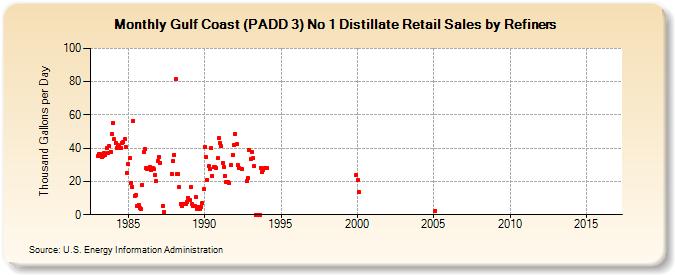 Monthly Gulf Coast (PADD 3) No 1 Distillate Retail Sales by Refiners
Thousand Gallons per Day
100
80
60
40
20
0
1985 1990 1995 2000 2005 2010 2015
Source: U.S. Energy Information Administration